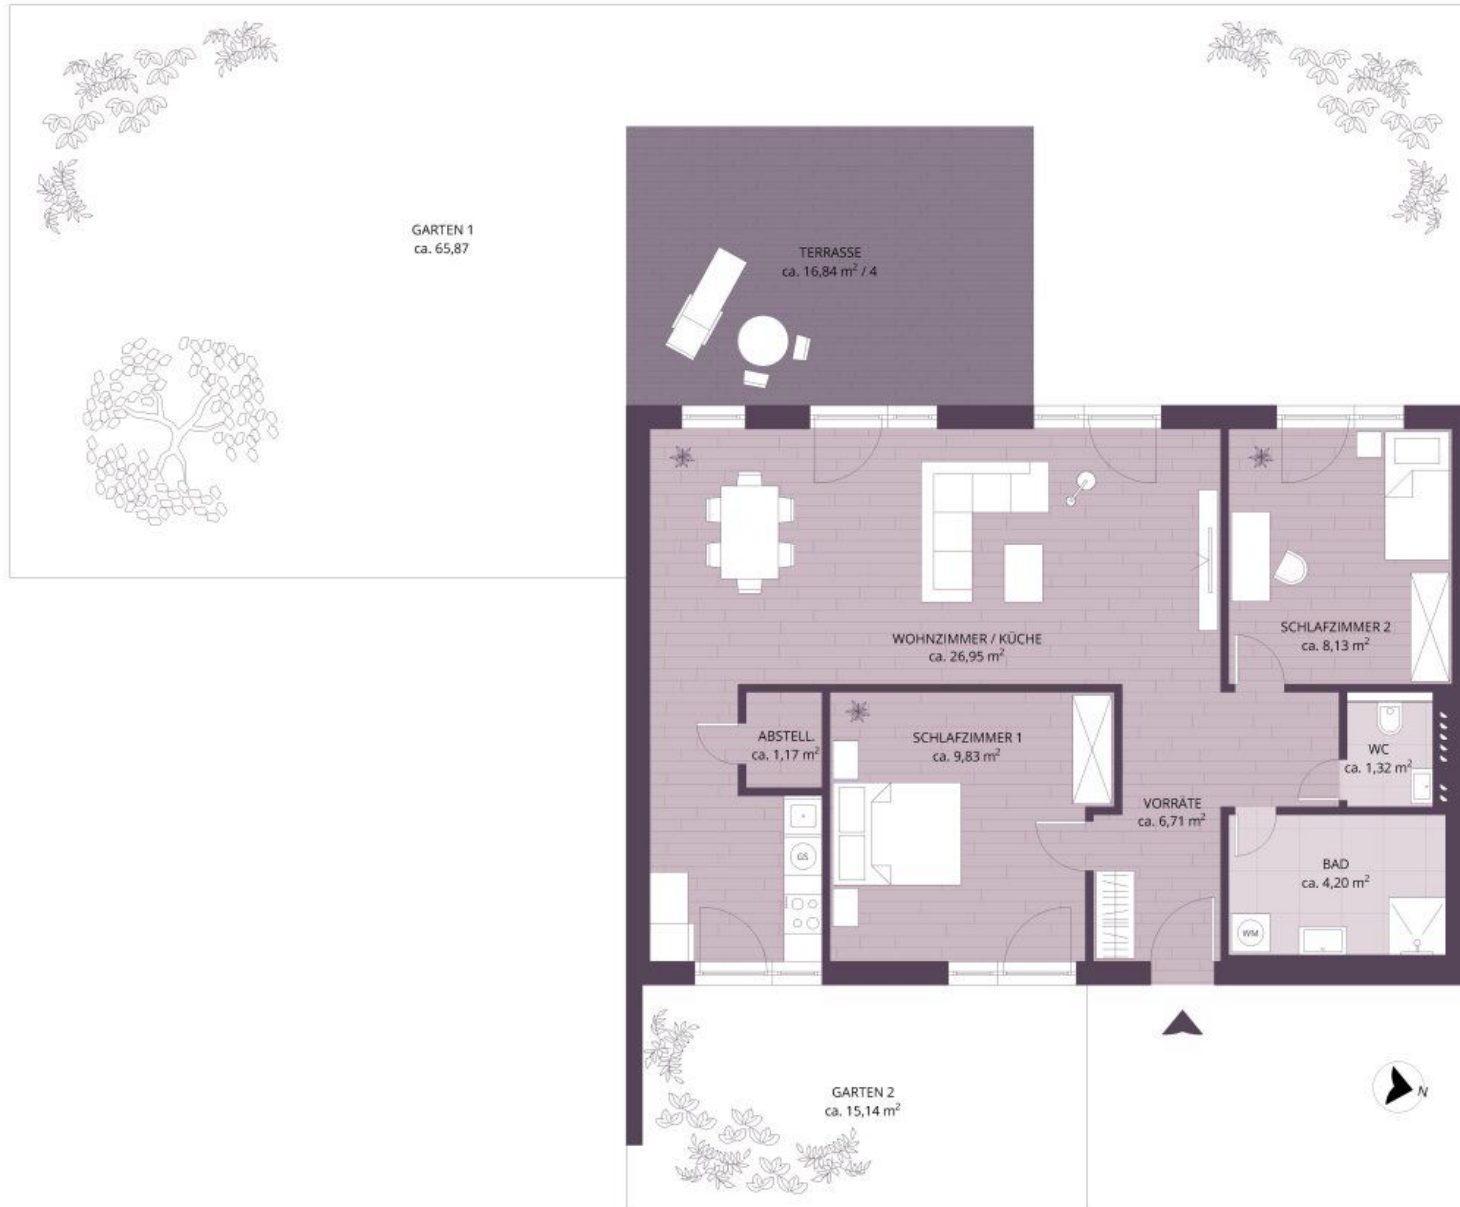 GARTEN 1
ca. 65,87
TERRASSE
ca. 16,84 m² / 4
WOHNZIMMER / KÜCHE
ca. 26,95 m²
SCHLAFZIMMER 2
ca. 8,13 m²
ABSTELL.
ca. 1,17 m²
SCHLAFZIMMER 1
ca. 9,83 m²
WC
ca. 1,32 m²
VORRÄTE
ca. 6,71 m²
GS
BAD
ca. 4,20 m²
WM
GARTEN 2
ca. 15,14 m²
N